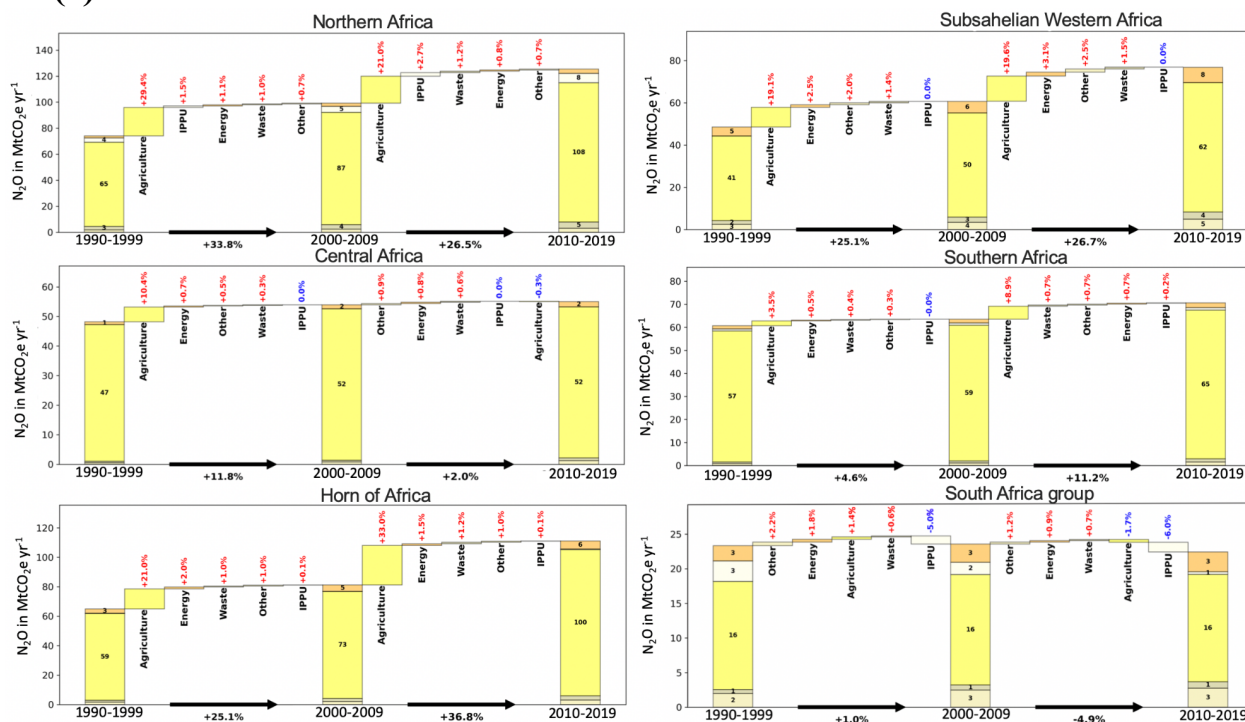 Northern Africa
N₂O in MtCO₂e yr⁻¹
140
120
100
80
60
40
20
0
4
65
3
+29.4%
Agriculture
+1.5%
IPPU
+1.1%
Energy
+1.0%
Waste
+0.7%
Other
5
87
4
+21.0%
Agriculture
+2.7%
IPPU
+1.2%
Waste
+0.8%
Energy
+0.7%
Other
8
108
5
1990-1999
+33.8%
2000-2009
+26.5%
2010-2019
Subsahelian Western Africa
N₂O in MtCO₂e yr⁻¹
80
60
40
20
0
5
41
2
3
+19.1%
Agriculture
+2.5%
Energy
+2.0%
Other
+1.4%
Waste
0.0%
IPPU
6
50
3
4
+19.6%
Agriculture
+3.1%
Energy
+2.5%
Other
+1.5%
Waste
0.0%
IPPU
8
62
4
5
1990-1999
+25.1%
2000-2009
+26.7%
2010-2019
Central Africa
N₂O in MtCO₂e yr⁻¹
50
40
30
20
10
0
1
47
+10.4%
Agriculture
+0.7%
Energy
+0.5%
Other
+0.3%
Waste
0.0%
IPPU
2
52
+0.9%
Other
+0.8%
Energy
+0.6%
Waste
0.0%
IPPU
-0.3%
Agriculture
2
52
1990-1999
+11.8%
2000-2009
+2.0%
2010-2019
Southern Africa
N₂O in MtCO₂e yr⁻¹
80
70
60
50
40
30
20
10
0
57
+3.5%
Agriculture
+0.5%
Energy
+0.4%
Waste
+0.3%
Other
-0.0%
IPPU
59
+8.9%
Agriculture
+0.7%
Waste
+0.7%
Other
+0.7%
Energy
+0.2%
IPPU
65
1990-1999
+4.6%
2000-2009
+11.2%
2010-2019
Horn of Africa
N₂O in MtCO₂e yr⁻¹
120
100
80
60
40
20
0
3
59
+21.0%
Agriculture
+2.0%
Energy
+1.0%
Waste
+1.0%
Other
+0.1%
IPPU
5
73
+33.0%
Agriculture
+1.5%
Energy
+1.2%
Waste
+1.0%
Other
+0.1%
IPPU
6
100
1990-1999
+25.1%
2000-2009
+36.8%
2010-2019
South Africa group
N₂O in MtCO₂e yr⁻¹
25
20
15
10
5
0
3
3
16
1
2
+2.2%
Other
+1.8%
Energy
+1.4%
Agriculture
+0.6%
Waste
-5.0%
IPPU
3
2
16
1
3
+1.2%
Other
+0.9%
Energy
+0.7%
Waste
-1.7%
Agriculture
-6.0%
IPPU
3
1
16
1
3
1990-1999
+1.0%
2000-2009
-4.9%
2010-2019